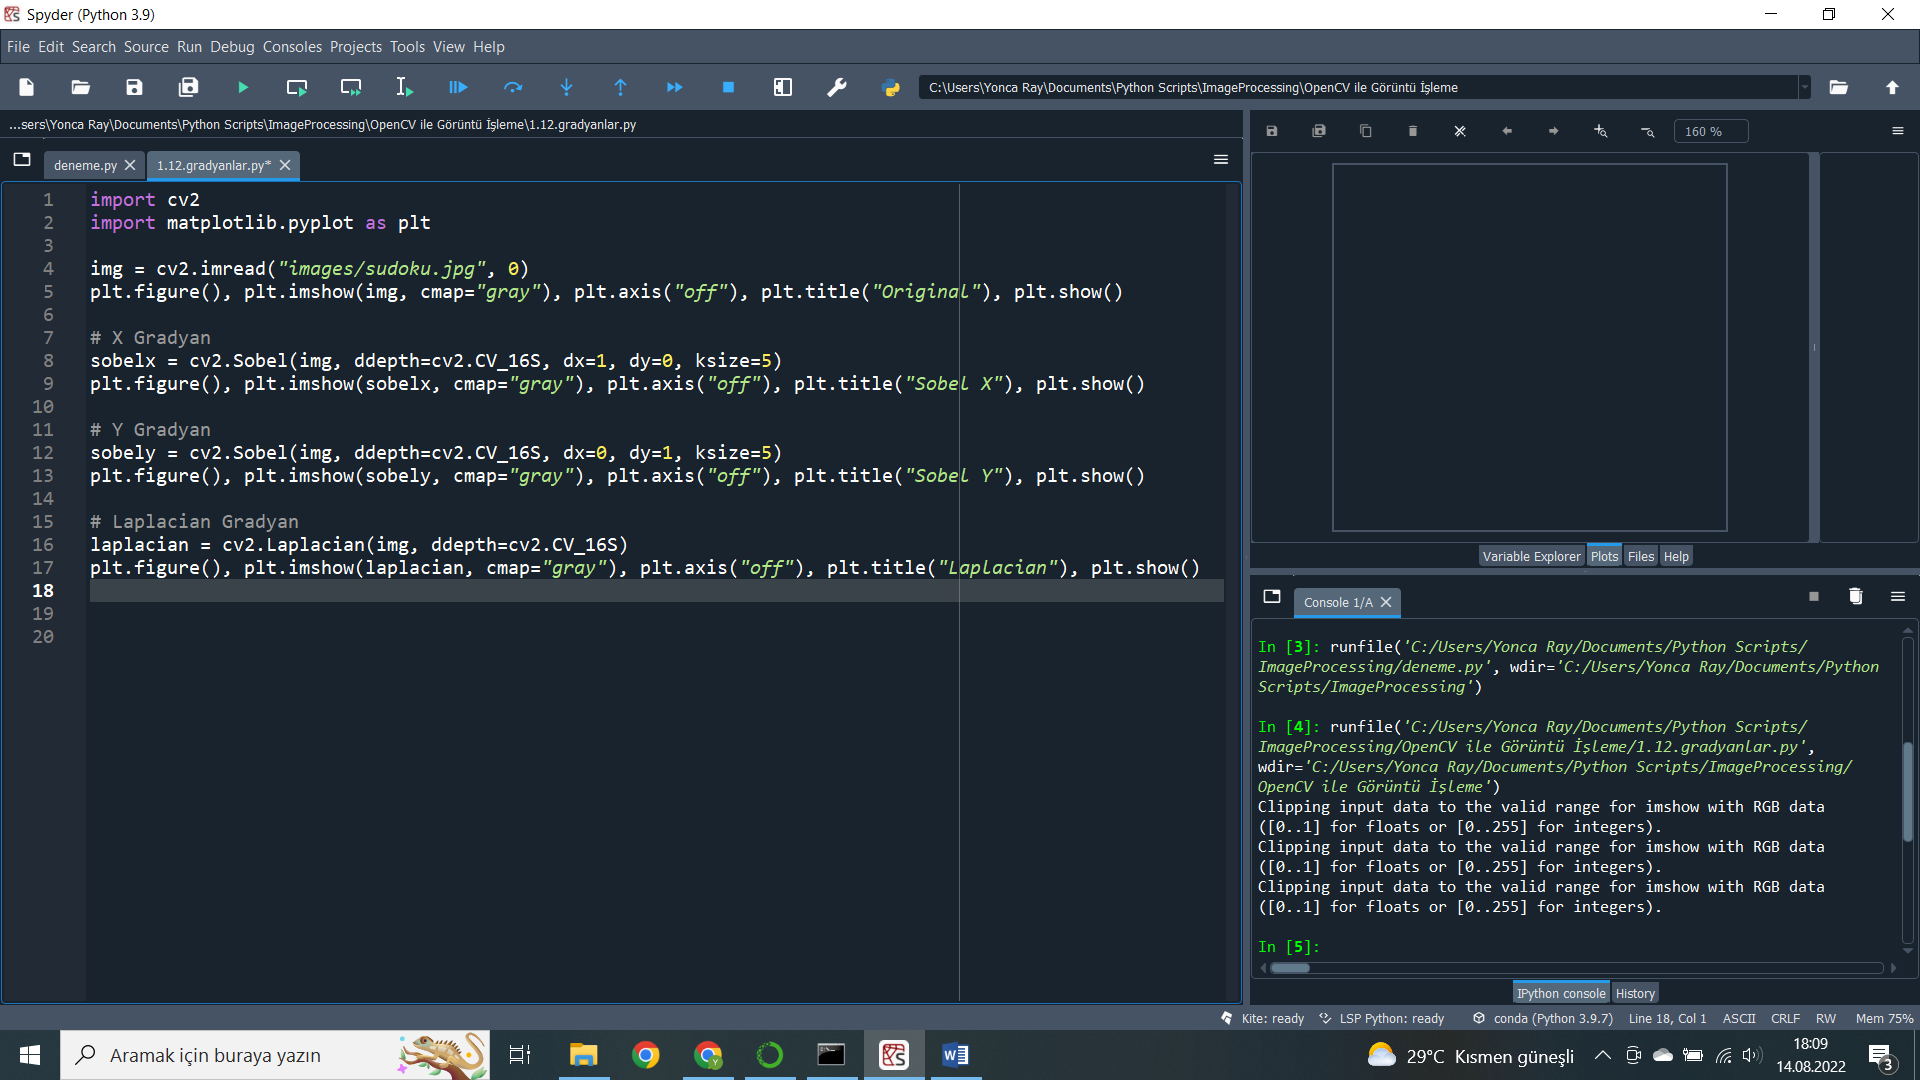 Spyder (Python 3.9)
File Edit Search Source Run Debug Consoles Projects Tools View Help
C:\Users\Yonca Ray\Documents\Python Scripts\ImageProcessing\OpenCV ile Görüntü İşleme
...sers\Yonca Ray\Documents\Python Scripts\ImageProcessing\OpenCV ile Görüntü İşleme\1.12.gradyanlar.py
deneme.py 1.12.gradyanlar.py*
1 import cv2
2 import matplotlib.pyplot as plt
3
4 img = cv2.imread("images/sudoku.jpg", 0)
5 plt.figure(), plt.imshow(img, cmap="gray"), plt.axis("off"), plt.title("Original"), plt.show()
6
7 # X Gradyan
8 sobelx = cv2.Sobel(img, ddepth=cv2.CV_16S, dx=1, dy=0, ksize=5)
9 plt.figure(), plt.imshow(sobelx, cmap="gray"), plt.axis("off"), plt.title("Sobel X"), plt.show()
10
11 # Y Gradyan
12 sobely = cv2.Sobel(img, ddepth=cv2.CV_16S, dx=0, dy=1, ksize=5)
13 plt.figure(), plt.imshow(sobely, cmap="gray"), plt.axis("off"), plt.title("Sobel Y"), plt.show()
14
15 # Laplacian Gradyan
16 laplacian = cv2.Laplacian(img, ddepth=cv2.CV_16S)
17 plt.figure(), plt.imshow(laplacian, cmap="gray"), plt.axis("off"), plt.title("Laplacian"), plt.show()
18
19
20
160 %
Variable Explorer Plots Files Help
Console 1/A
In [3]: runfile('C:/Users/Yonca Ray/Documents/Python Scripts/
ImageProcessing/deneme.py', wdir='C:/Users/Yonca Ray/Documents/Python
Scripts/ImageProcessing')
In [4]: runfile('C:/Users/Yonca Ray/Documents/Python Scripts/
ImageProcessing/OpenCV ile Görüntü İşleme/1.12.gradyanlar.py',
wdir='C:/Users/Yonca Ray/Documents/Python Scripts/ImageProcessing/
OpenCV ile Görüntü İşleme')
Clipping input data to the valid range for imshow with RGB data
([0..1] for floats or [0..255] for integers).
Clipping input data to the valid range for imshow with RGB data
([0..1] for floats or [0..255] for integers).
Clipping input data to the valid range for imshow with RGB data
([0..1] for floats or [0..255] for integers).
In [5]:
IPython console History
Kite: ready LSP Python: ready conda (Python 3.9.7) Line 18, Col 1 ASCII CRLF RW Mem 75%
Aramak için buraya yazın
29°C Kısmen güneşli
18:09
14.08.2022
3